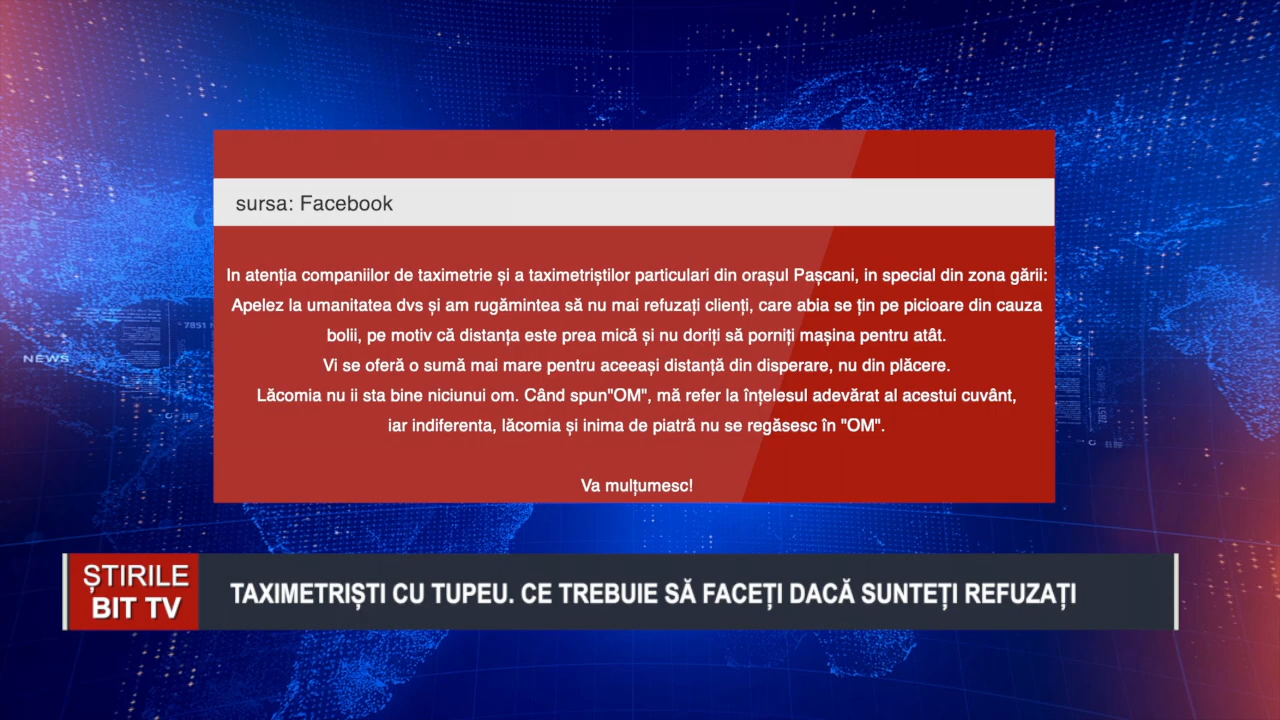 sursa: Facebook
In atenția companiilor de taximetrie și a taximetriștilor particulari din orașul Pașcani, in special din zona gării:
Apelez la umanitatea dvs și am rugămintea să nu mai refuzați clienți, care abia se țin pe picioare din cauza
bolii, pe motiv că distanța este prea mică și nu doriți să porniți mașina pentru atât.
Vi se oferă o sumă mai mare pentru aceeași distanță din disperare, nu din plăcere.
Lăcomia nu ii sta bine niciunui om. Când spun"OM", mă refer la înțelesul adevărat al acestui cuvânt,
iar indiferenta, lăcomia și inima de piatră nu se regăsesc în "OM".
Va mulțumesc!
7851
NEWS
ȘTIRILE
BIT TV
TAXIMETRIȘTI CU TUPEU. CE TREBUIE SĂ FACEȚI DACĂ SUNTEȚI REFUZAȚI